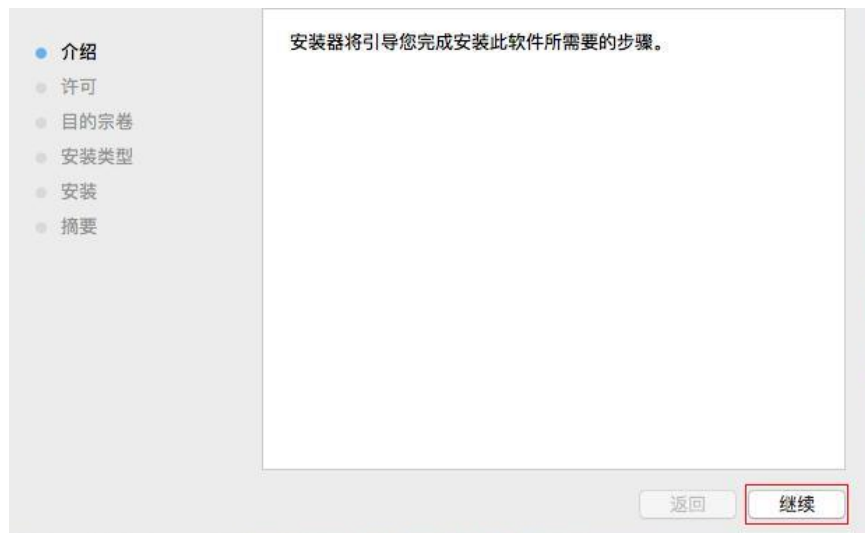 介绍
许可
目的宗卷
安装类型
安装
摘要
安装器将引导您完成安装此软件所需要的步骤。
返回
继续